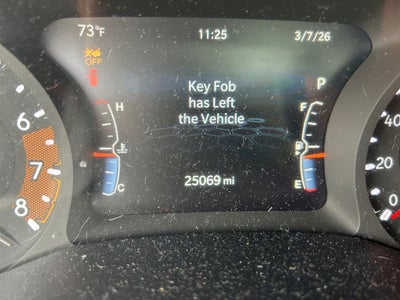 73°F 11:25 3/7/26
OFF
P
Key Fob
has Left
the Vehicle
H F
C E
25069 mi
6
7
8
40
20
0